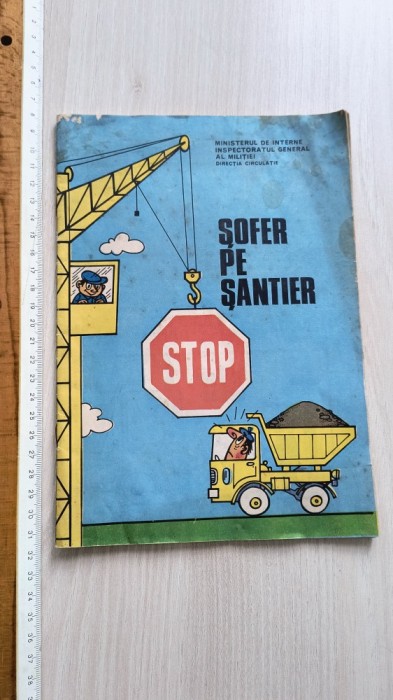 MINISTERUL DE INTERNE
INSPECTORATUL GENERAL
AL MILIȚIEI
DIRECȚIA CIRCULAȚIE
ȘOFER
PE
ȘANTIER
STOP